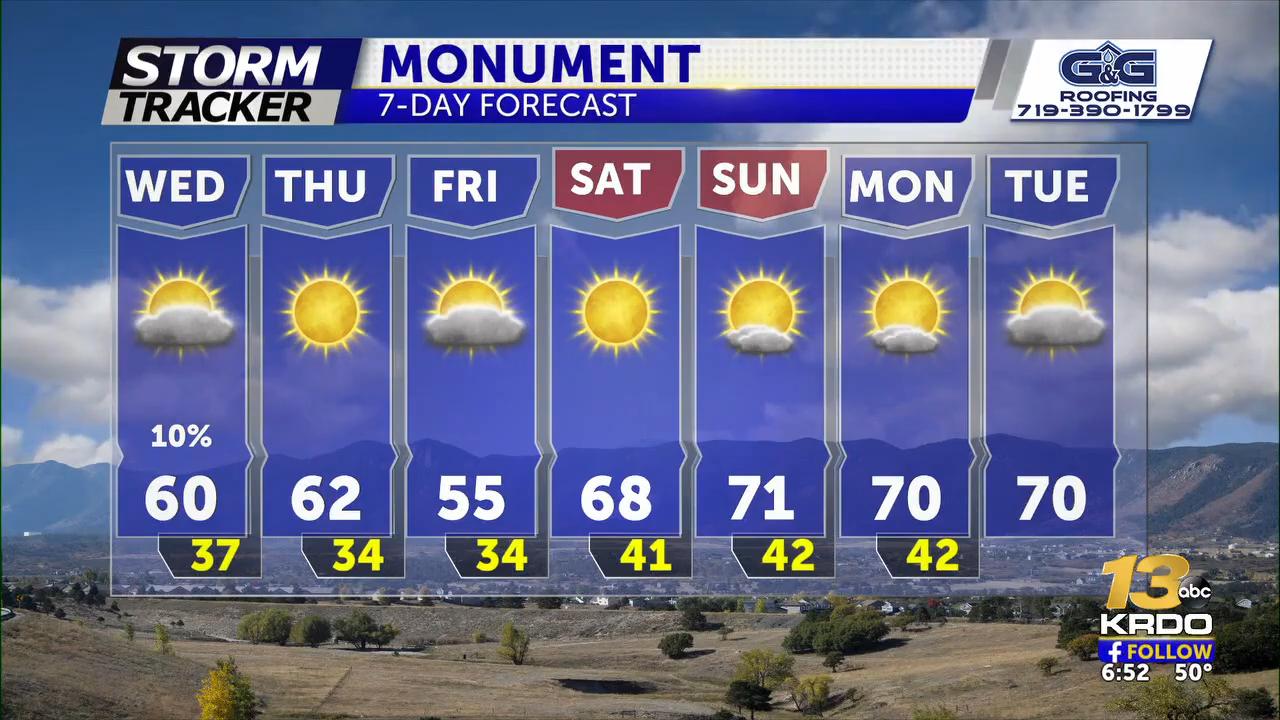 STORM
TRACKER
MONUMENT
7-DAY FORECAST
G&G
ROOFING
719-390-1799
WED THU FRI SAT SUN MON TUE
10%
60 62 55 68 71 70 70
37 34 34 41 42 42
13 abc
KRDO
f FOLLOW
6:52 50°